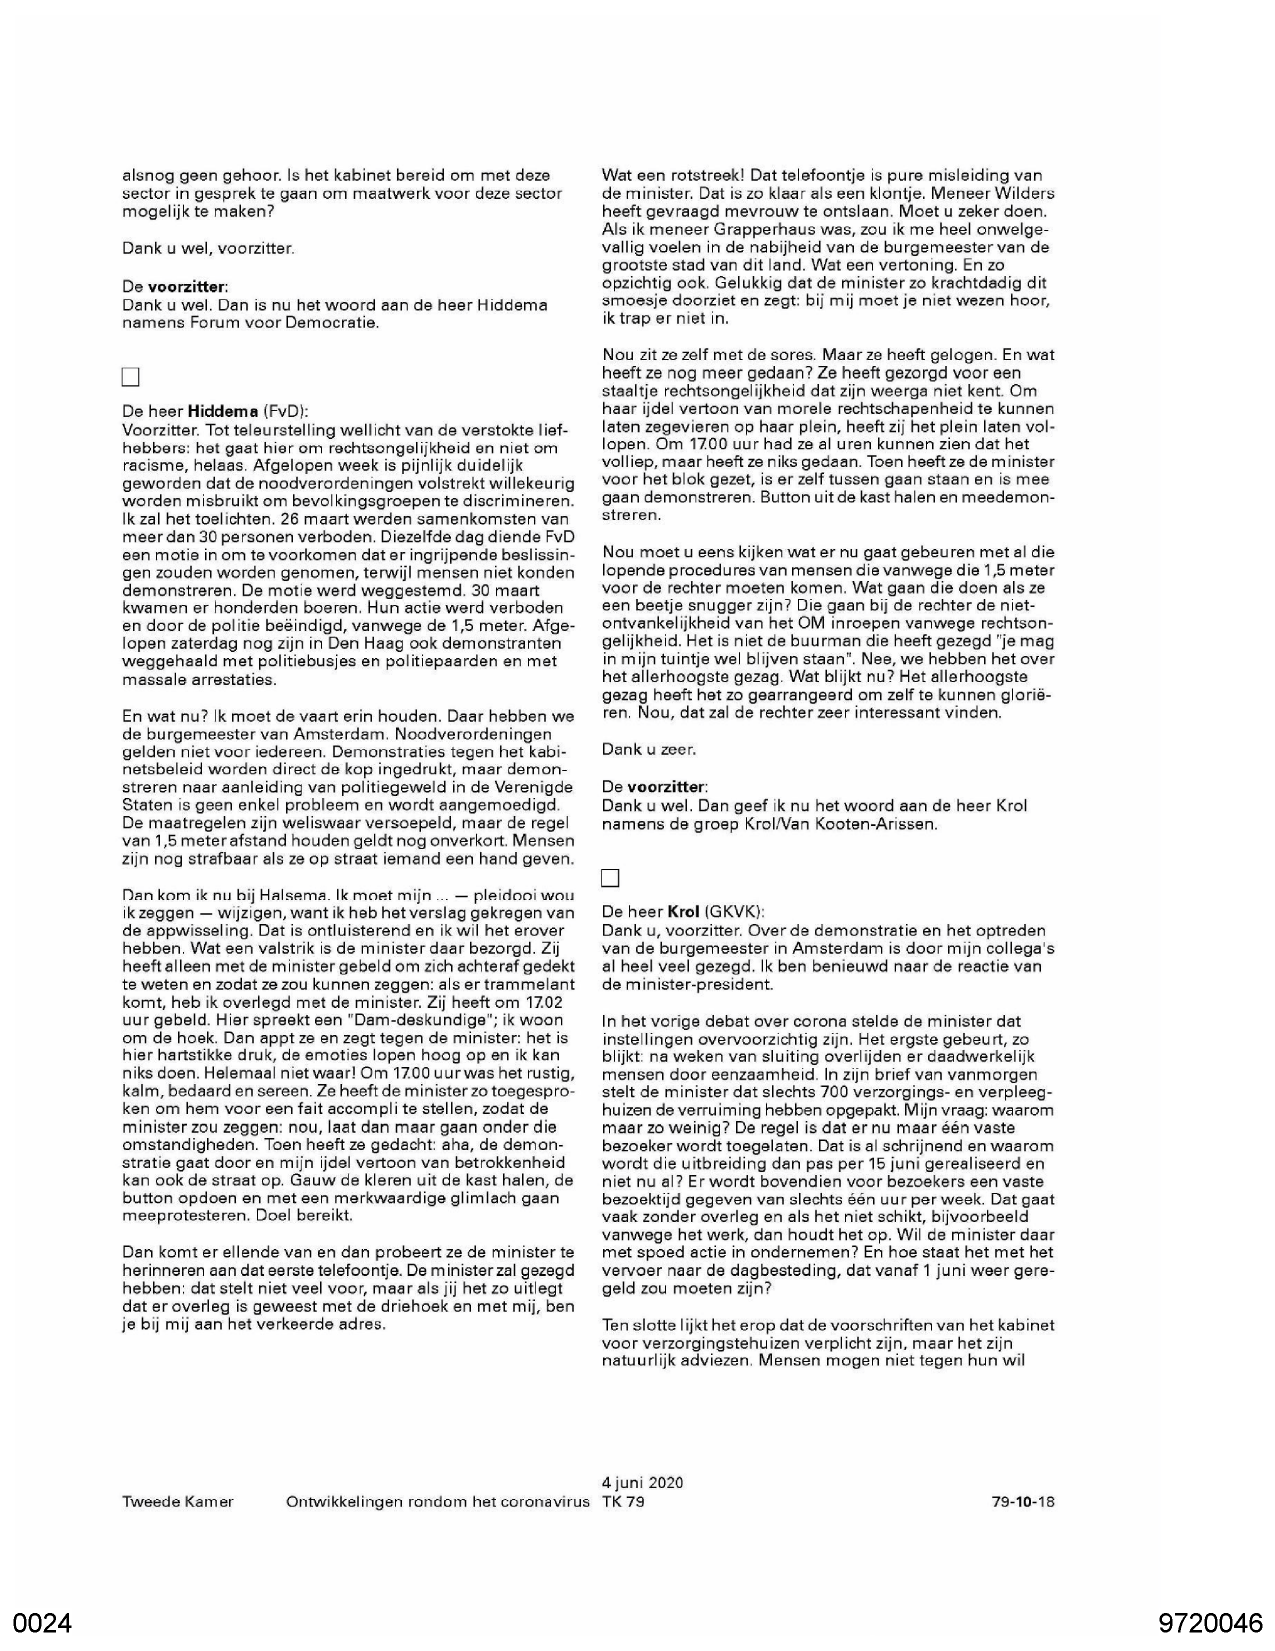 alsnog geen gehoor. Is het kabinet bereid om met deze
sector in gesprek te gaan om maatwerk voor deze sector
mogelijk te maken?
Dank u wel, voorzitter.
De voorzitter:
Dank u wel. Dan is nu het woord aan de heer Hiddema
namens Forum voor Democratie.
De heer Hiddema (FvD):
Voorzitter. Tot teleurstelling wellicht van de verstokte lief-
hebbers: het gaat hier om rechtsongelijkheid en niet om
racisme, helaas. Afgelopen week is pijnlijk duidelijk
geworden dat de noodverordeningen volstrekt willekeurig
worden misbruikt om bevolkingsgroepen te discrimineren.
Ik zal het toelichten. 26 maart werden samenkomsten van
meer dan 30 personen verboden. Diezelfde dag diende FvD
een motie in om te voorkomen dat er ingrijpende beslissin-
gen zouden worden genomen, terwijl mensen niet konden
demonstreren. De motie werd weggestemd. 30 maart
kwamen er honderden boeren. Hun actie werd verboden
en door de politie beëindigd, vanwege de 1,5 meter. Afge-
lopen zaterdag nog zijn in Den Haag ook demonstranten
weggehaald met politiebusjes en politiepaarden en met
massale arrestaties.
En wat nu? Ik moet de vaart erin houden. Daar hebben we
de burgemeester van Amsterdam. Noodverordeningen
gelden niet voor iedereen. Demonstraties tegen het kabi-
netsbeleid worden direct de kop ingedrukt, maar demon-
streren naar aanleiding van politiegeweld in de Verenigde
Staten is geen enkel probleem en wordt aangemoedigd.
De maatregelen zijn weliswaar versoepeld, maar de regel
van 1,5 meter afstand houden geldt nog onverkort. Mensen
zijn nog strafbaar als ze op straat iemand een hand geven.
Dan kom ik nu bij Halsema. Ik moet mijn ... — pleidooi wou
ik zeggen — wijzigen, want ik heb het verslag gekregen van
de appwisseling. Dat is ontluisterend en ik wil het erover
hebben. Wat een valstrik is de minister daar bezorgd. Zij
heeft alleen met de minister gebeld om zich achteraf gedekt
te weten en zodat ze zou kunnen zeggen: als er trammelant
komt, heb ik overlegd met de minister. Zij heeft om 17.02
uur gebeld. Hier spreekt een "Dam-deskundige"; ik woon
om de hoek. Dan appt ze en zegt tegen de minister: het is
hier hartstikke druk, de emoties lopen hoog op en ik kan
niks doen. Helemaal niet waar! Om 17.00 uur was het rustig,
kalm, bedaard en sereen. Ze heeft de minister zo toegespro-
ken om hem voor een fait accompli te stellen, zodat de
minister zou zeggen: nou, laat dan maar gaan onder die
omstandigheden. Toen heeft ze gedacht: aha, de demon-
stratie gaat door en mijn ijdel vertoon van betrokkenheid
kan ook de straat op. Gauw de kleren uit de kast halen, de
button opdoen en met een merkwaardige glimlach gaan
meeprotesteren. Doel bereikt.
Dan komt er ellende van en dan probeert ze de minister te
herinneren aan dat eerste telefoontje. De minister zal gezegd
hebben: dat stelt niet veel voor, maar als jij het zo uitlegt
dat er overleg is geweest met de driehoek en met mij, ben
je bij mij aan het verkeerde adres.
Wat een rotstreek! Dat telefoontje is pure misleiding van
de minister. Dat is zo klaar als een klontje. Meneer Wilders
heeft gevraagd mevrouw te ontslaan. Moet u zeker doen.
Als ik meneer Grapperhaus was, zou ik me heel onwelge-
vallig voelen in de nabijheid van de burgemeester van de
grootste stad van dit land. Wat een vertoning. En zo
opzichtig ook. Gelukkig dat de minister zo krachtdadig dit
smoesje doorziet en zegt: bij mij moet je niet wezen hoor,
ik trap er niet in.
Nou zit ze zelf met de sores. Maar ze heeft gelogen. En wat
heeft ze nog meer gedaan? Ze heeft gezorgd voor een
staaltje rechtsongelijkheid dat zijn weerga niet kent. Om
haar ijdel vertoon van morele rechtschapenheid te kunnen
laten zegevieren op haar plein, heeft zij het plein laten vol-
lopen. Om 17.00 uur had ze al uren kunnen zien dat het
volliep, maar heeft ze niks gedaan. Toen heeft ze de minister
voor het blok gezet, is er zelf tussen gaan staan en is mee
gaan demonstreren. Button uit de kast halen en meedemon-
streren.
Nou moet u eens kijken wat er nu gaat gebeuren met al die
lopende procedures van mensen die vanwege die 1,5 meter
voor de rechter moeten komen. Wat gaan die doen als ze
een beetje snugger zijn? Die gaan bij de rechter de niet-
ontvankelijkheid van het OM inroepen vanwege rechtson-
gelijkheid. Het is niet de buurman die heeft gezegd "je mag
in mijn tuintje wel blijven staan". Nee, we hebben het over
het allerhoogste gezag. Wat blijkt nu? Het allerhoogste
gezag heeft het zo gearrangeerd om zelf te kunnen glorië-
ren. Nou, dat zal de rechter zeer interessant vinden.
Dank u zeer.
De voorzitter:
Dank u wel. Dan geef ik nu het woord aan de heer Krol
namens de groep Krol/Van Kooten-Arissen.
De heer Krol (GKVK):
Dank u, voorzitter. Over de demonstratie en het optreden
van de burgemeester in Amsterdam is door mijn collega's
al heel veel gezegd. Ik ben benieuwd naar de reactie van
de minister-president.
In het vorige debat over corona stelde de minister dat
instellingen overvoorzichtig zijn. Het ergste gebeurt, zo
blijkt: na weken van sluiting overlijden er daadwerkelijk
mensen door eenzaamheid. In zijn brief van vanmorgen
stelt de minister dat slechts 700 verzorgings- en verpleeg-
huizen de verruiming hebben opgepakt. Mijn vraag: waarom
maar zo weinig? De regel is dat er nu maar één vaste
bezoeker wordt toegelaten. Dat is al schrijnend en waarom
wordt die uitbreiding dan pas per 15 juni gerealiseerd en
niet nu al? Er wordt bovendien voor bezoekers een vaste
bezoektijd gegeven van slechts één uur per week. Dat gaat
vaak zonder overleg en als het niet schikt, bijvoorbeeld
vanwege het werk, dan houdt het op. Wil de minister daar
met spoed actie in ondernemen? En hoe staat het met het
vervoer naar de dagbesteding, dat vanaf 1 juni weer gere-
geld zou moeten zijn?
Ten slotte lijkt het erop dat de voorschriften van het kabinet
voor verzorgingstehuizen verplicht zijn, maar het zijn
natuurlijk adviezen. Mensen mogen niet tegen hun wil
4 juni 2020
Tweede Kamer Ontwikkelingen rondom het coronavirus TK 79 79-10-18
0024 9720046